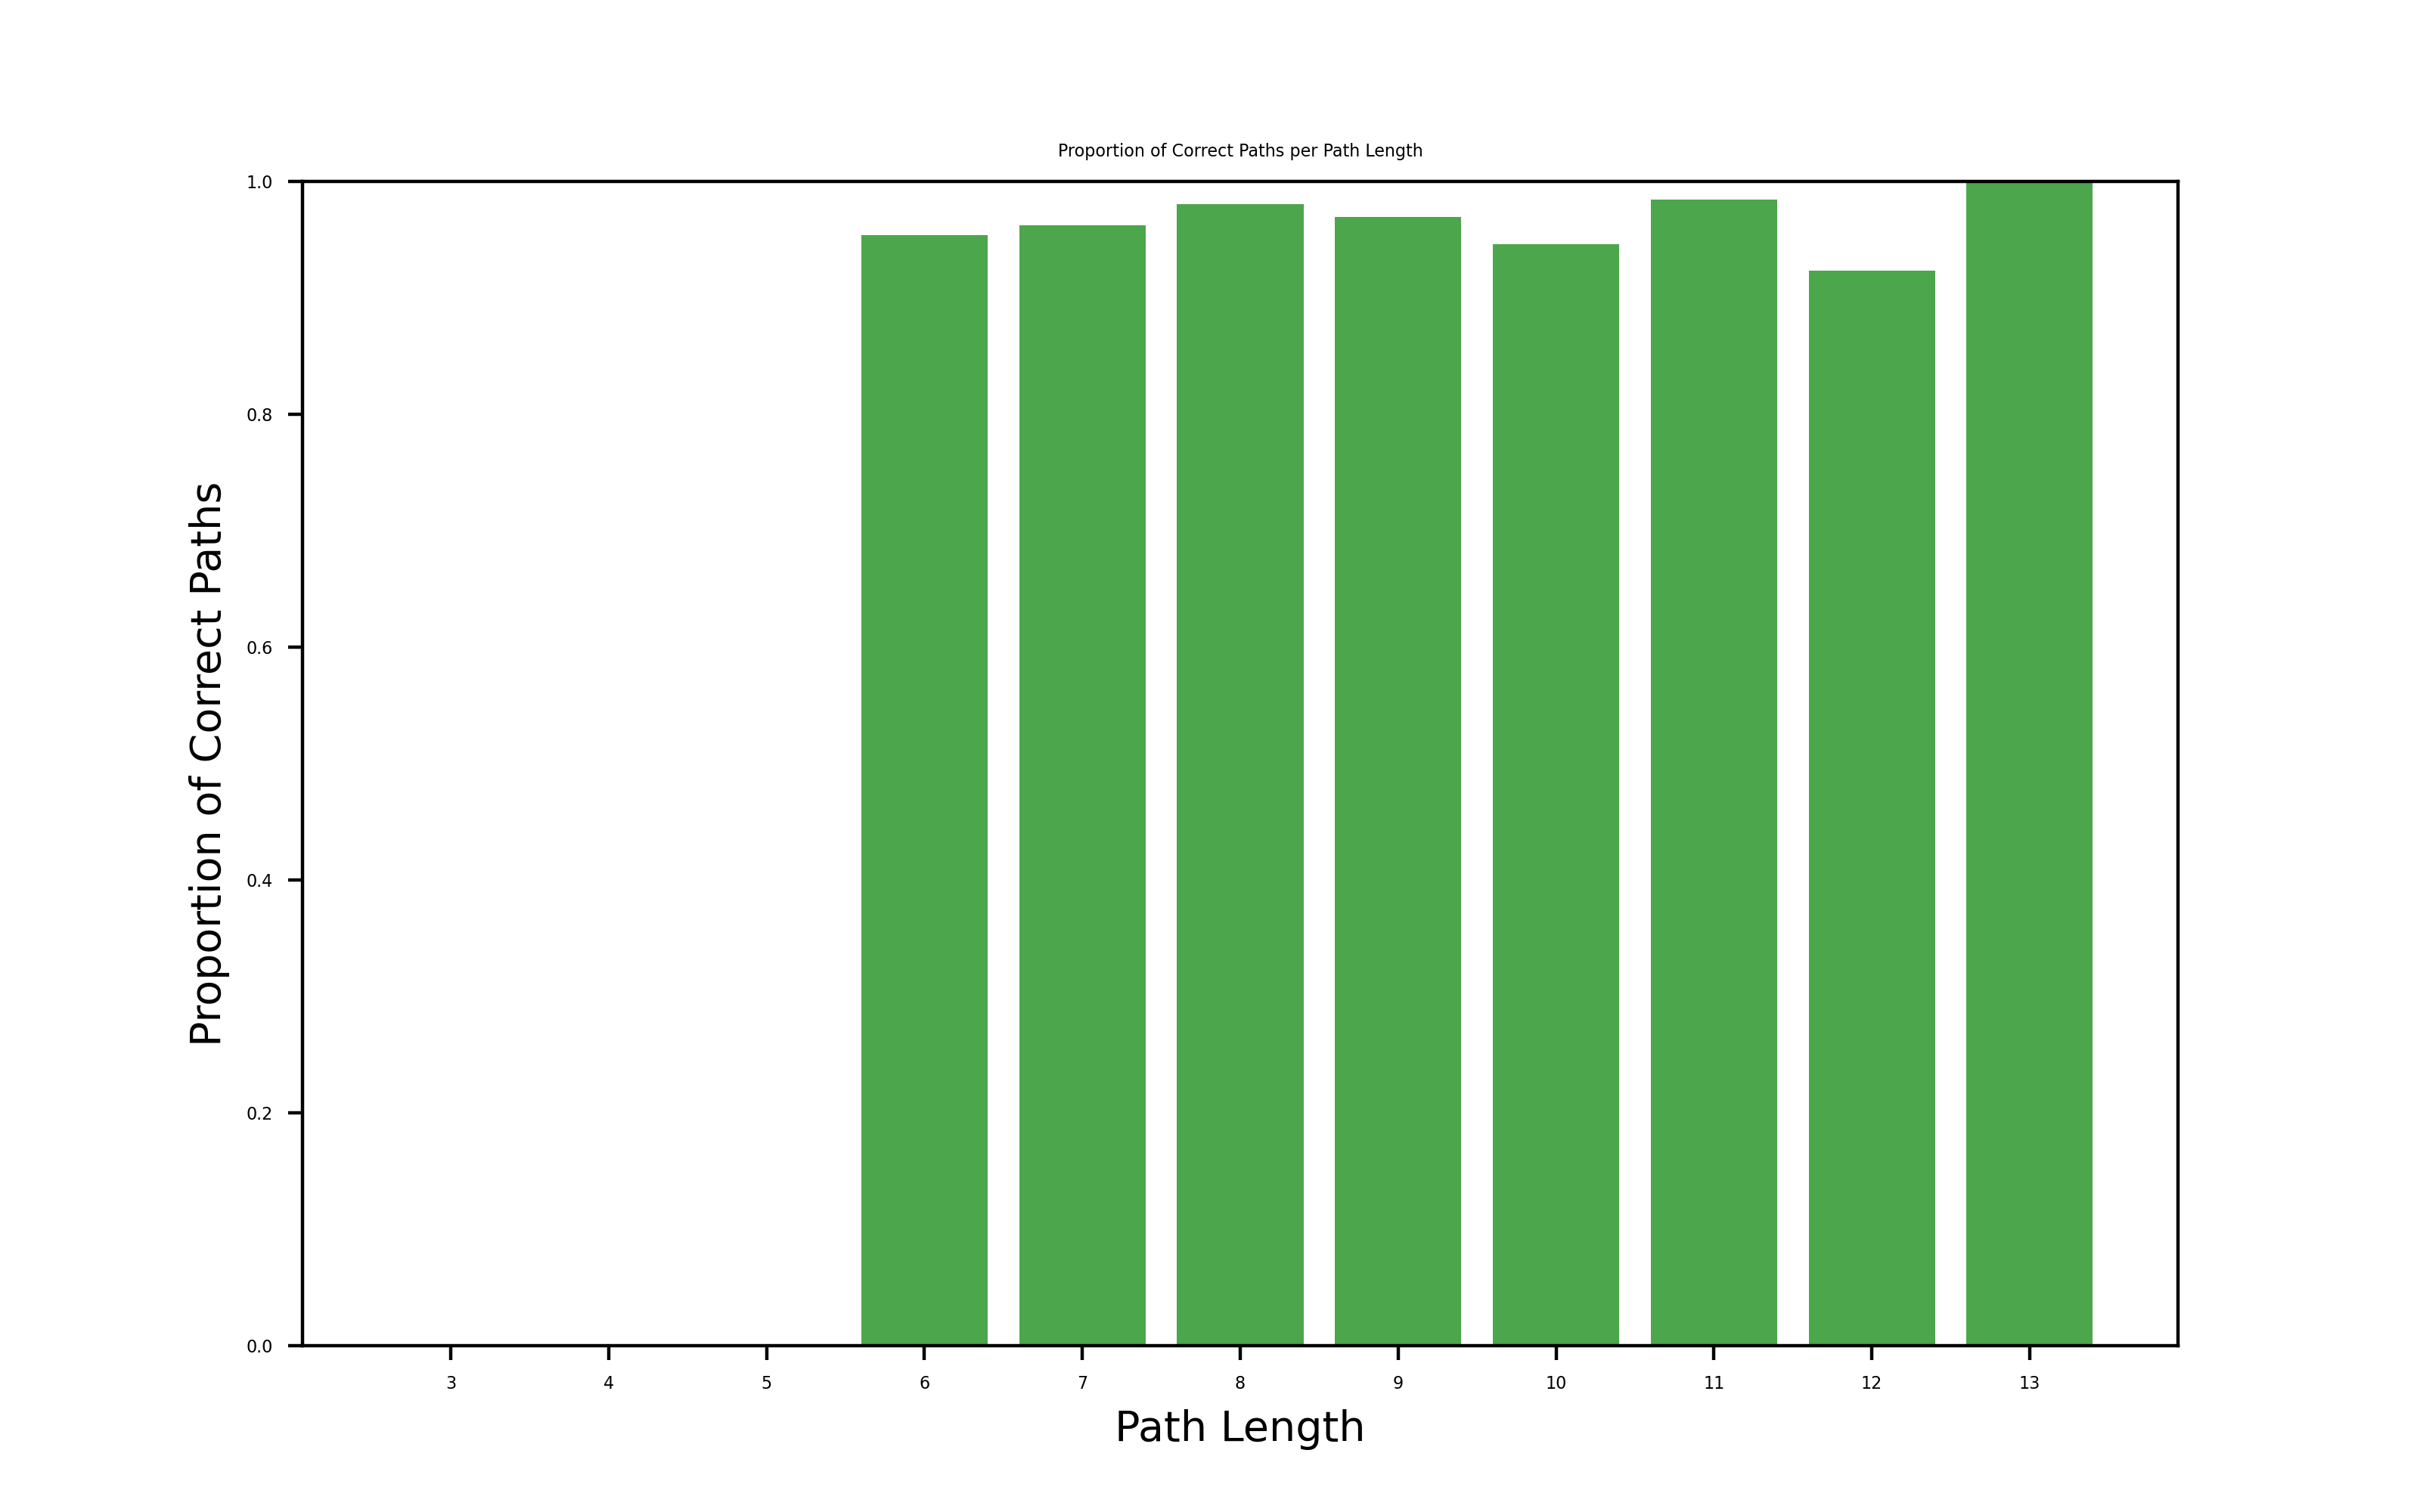 Proportion of Correct Paths per Path Length
Proportion of Correct Paths
1.0
0.8
0.6
0.4
0.2
0.0
3 4 5 6 7 8 9 10 11 12 13
Path Length